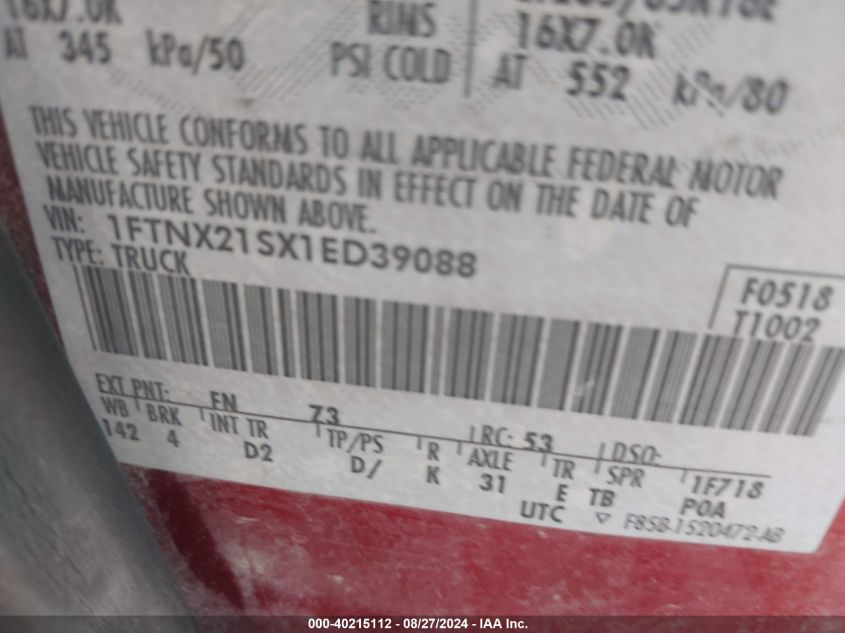 16X7.0K
RIMS
16X7.0K
AT 345 kPa/50
PSI COLD
AT 552 kPa/80
THIS VEHICLE CONFORMS TO ALL APPLICABLE FEDERAL MOTOR
VEHICLE SAFETY STANDARDS IN EFFECT ON THE DATE OF
MANUFACTURE SHOWN ABOVE.
VIN: 1FTNX21SX1ED39088
TYPE: TRUCK
F0518
T1002
EXT PNT: FN Z3 RC: 53 DSO:
WB BRK INT TR TP/PS R AXLE TR SPR 1F718
142 4 D2 D/ K 31 E TB POA
UTC ▽ F85B-1520472-AB
000-40215112 - 08/27/2024 - IAA Inc.